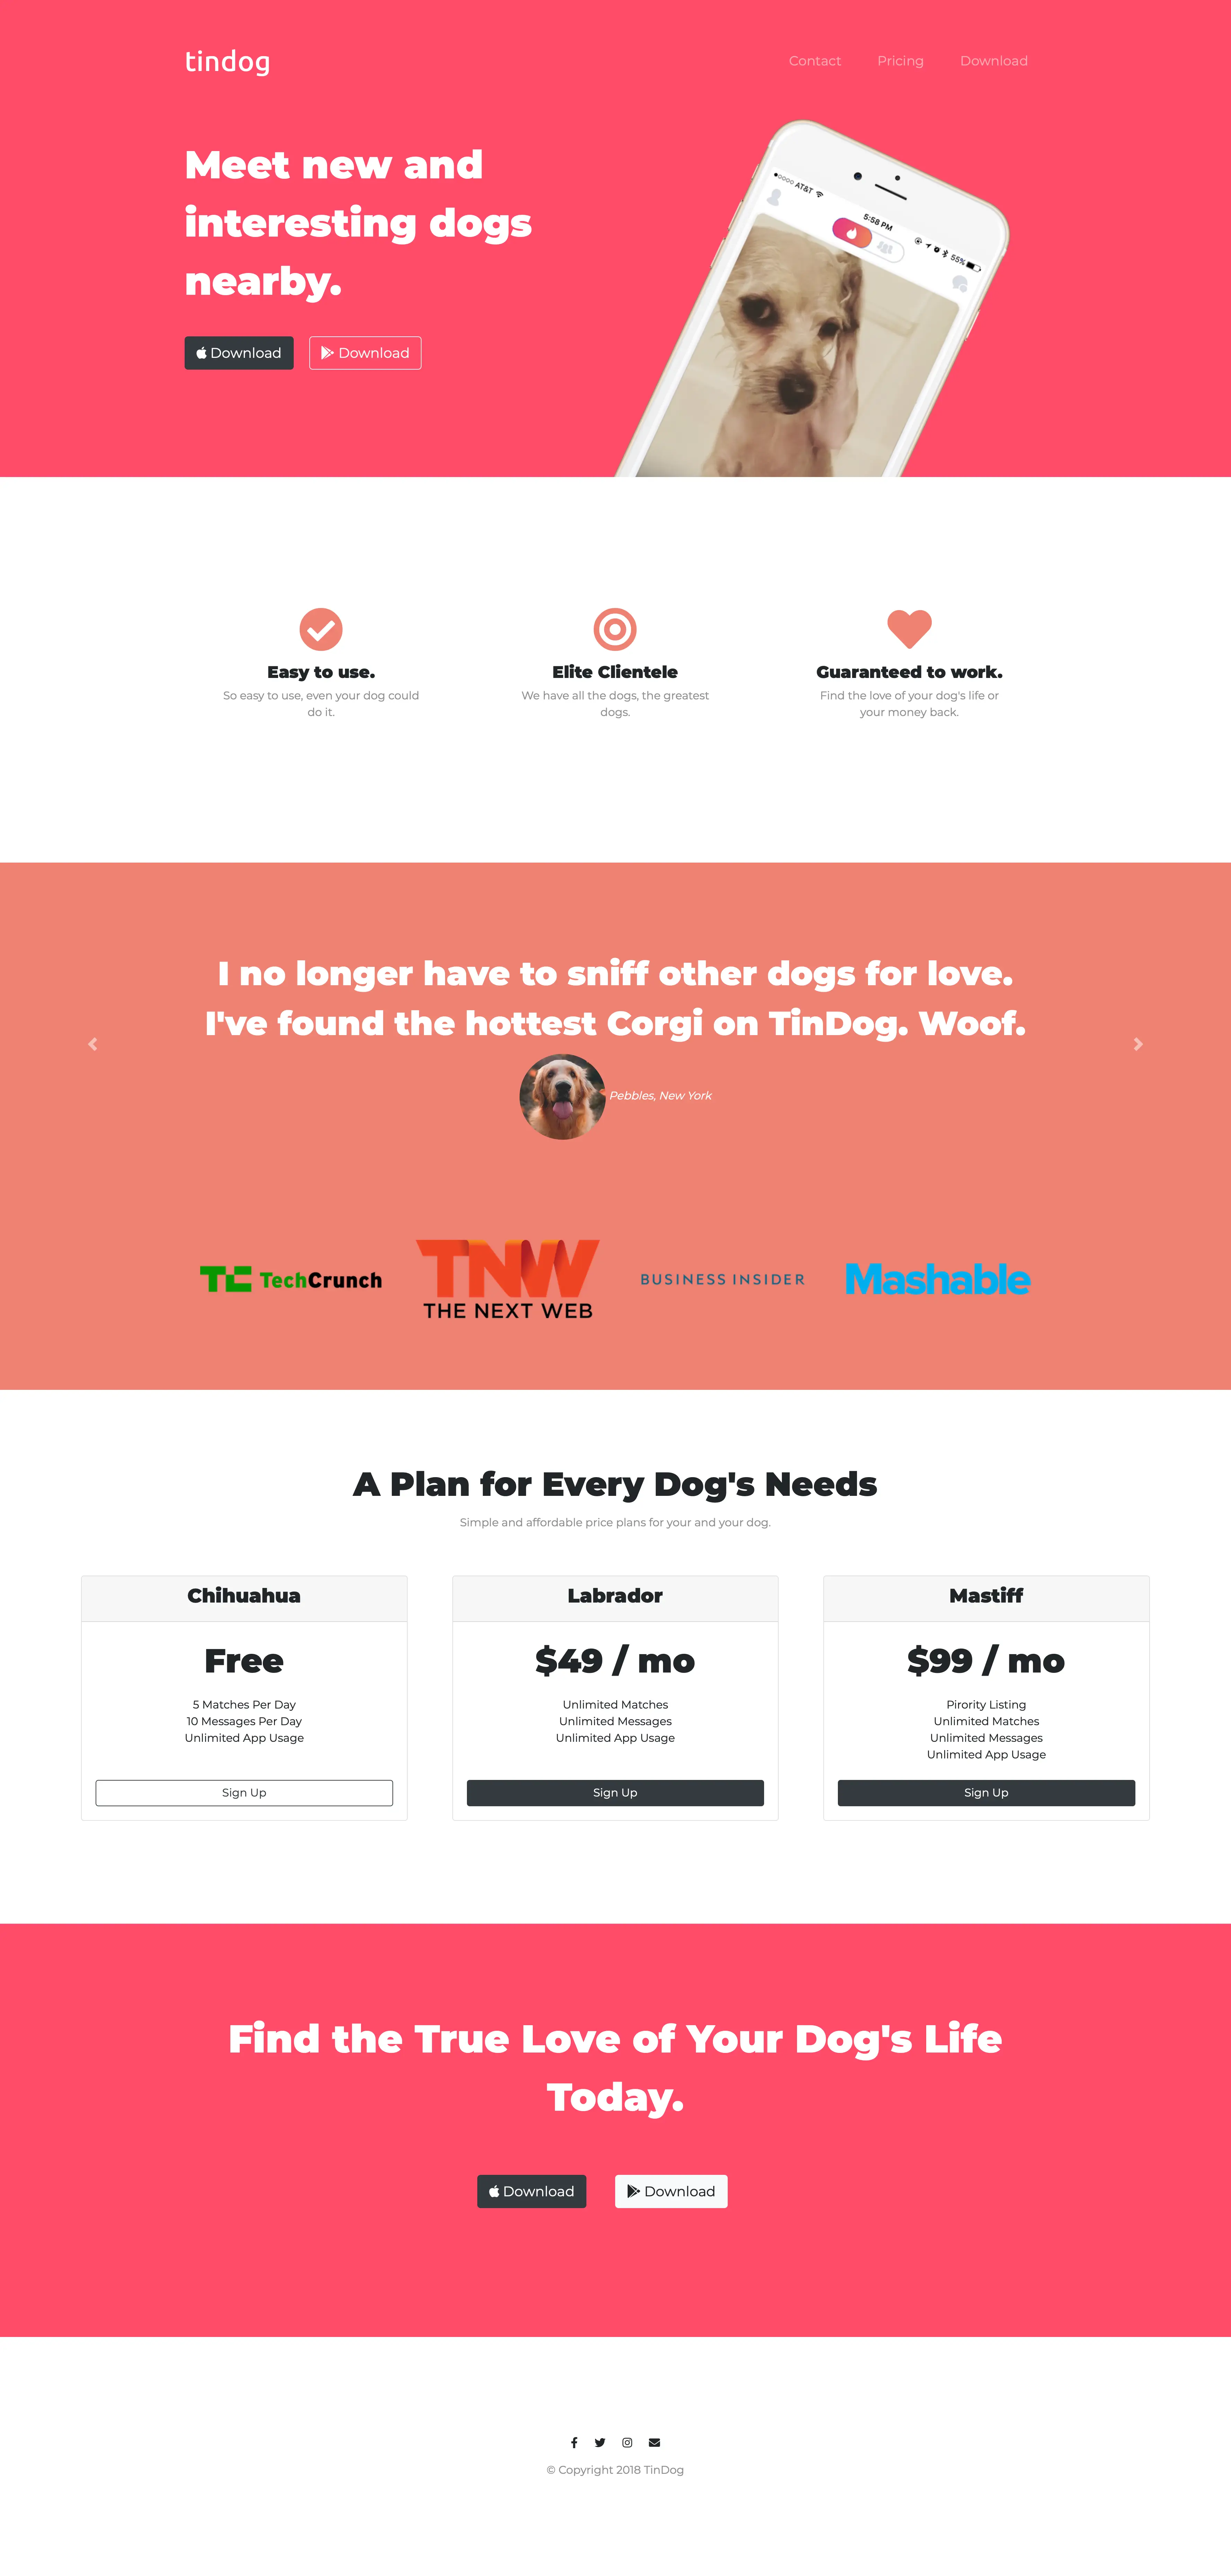 tindog
Contact Pricing Download
Meet new and
interesting dogs
nearby.
Download Download
AT&T 5:58 PM 55%
Easy to use. Elite Clientele Guaranteed to work.
So easy to use, even your dog could
do it.
We have all the dogs, the greatest
dogs.
Find the love of your dog's life or
your money back.
I no longer have to sniff other dogs for love.
I've found the hottest Corgi on TinDog. Woof.
Pebbles, New York
TC TechCrunch
TNW
THE NEXT WEB
BUSINESS INSIDER
Mashable
A Plan for Every Dog's Needs
Simple and affordable price plans for your and your dog.
Chihuahua
Free
5 Matches Per Day
10 Messages Per Day
Unlimited App Usage
Sign Up
Labrador
$49 / mo
Unlimited Matches
Unlimited Messages
Unlimited App Usage
Sign Up
Mastiff
$99 / mo
Pirority Listing
Unlimited Matches
Unlimited Messages
Unlimited App Usage
Sign Up
Find the True Love of Your Dog's Life
Today.
Download Download
© Copyright 2018 TinDog